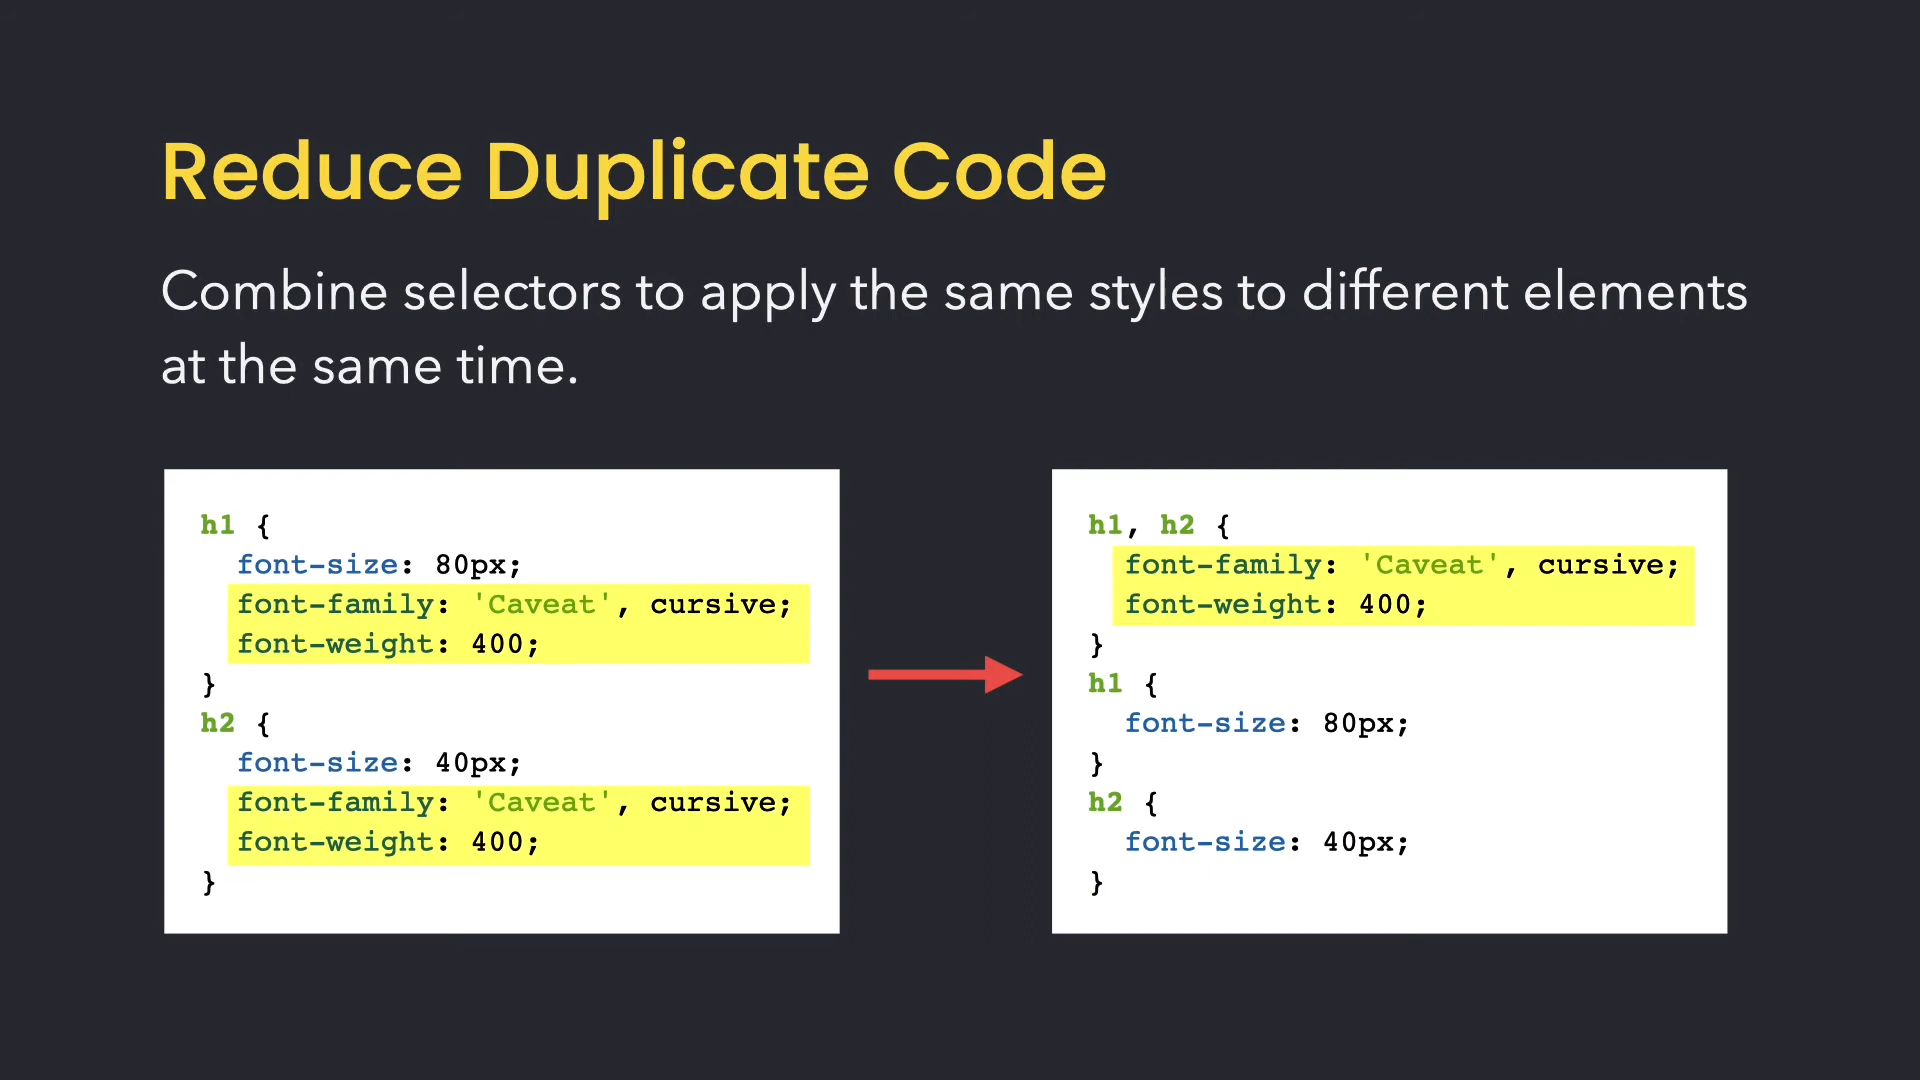 Reduce Duplicate Code
Combine selectors to apply the same styles to different elements
at the same time.
h1 {
  font-size: 80px;
  font-family: 'Caveat', cursive;
  font-weight: 400;
}
h2 {
  font-size: 40px;
  font-family: 'Caveat', cursive;
  font-weight: 400;
}
h1, h2 {
  font-family: 'Caveat', cursive;
  font-weight: 400;
}
h1 {
  font-size: 80px;
}
h2 {
  font-size: 40px;
}